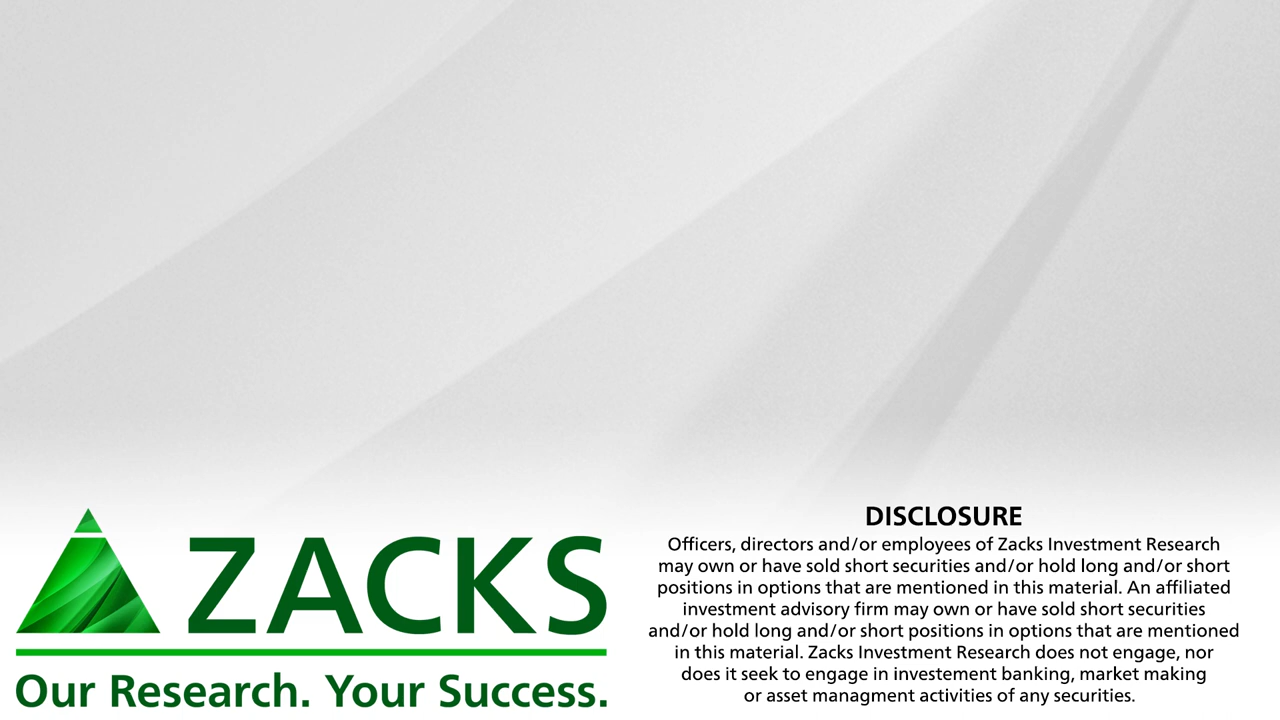 ZACKS
Our Research. Your Success.
DISCLOSURE
Officers, directors and/or employees of Zacks Investment Research
may own or have sold short securities and/or hold long and/or short
positions in options that are mentioned in this material. An affiliated
investment advisory firm may own or have sold short securities
and/or hold long and/or short positions in options that are mentioned
in this material. Zacks Investment Research does not engage, nor
does it seek to engage in investement banking, market making
or asset managment activities of any securities.